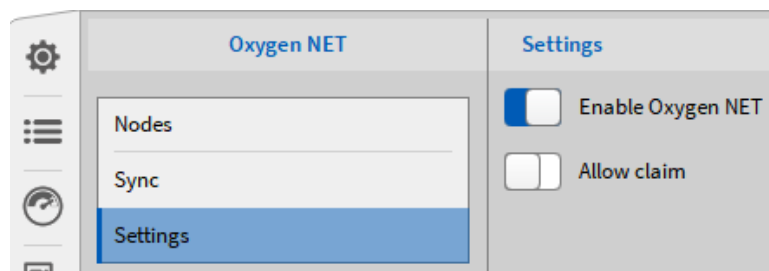 Oxygen NET
Settings
Nodes
Sync
Settings
Enable Oxygen NET
Allow claim